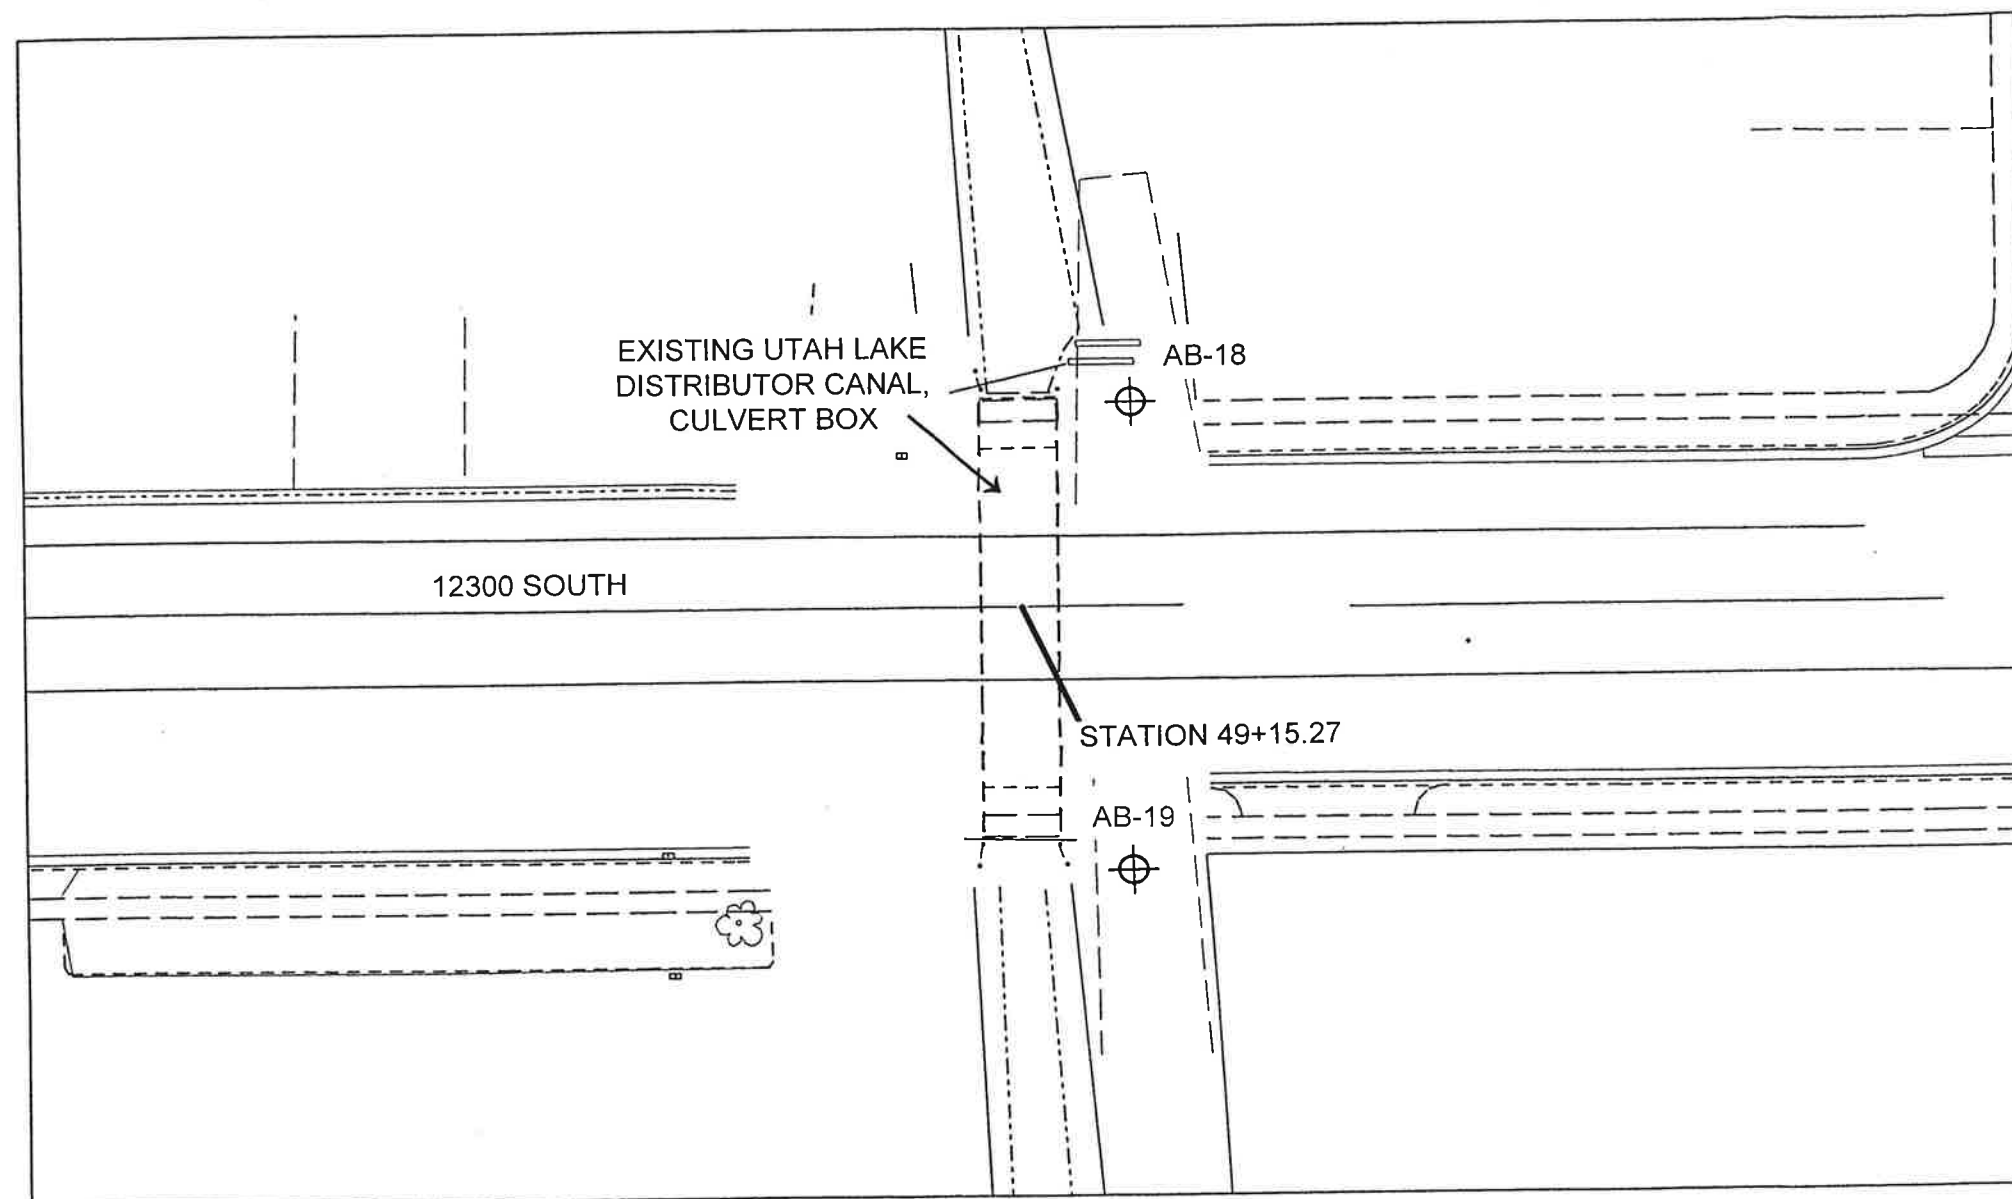 EXISTING UTAH LAKE
DISTRIBUTOR CANAL,
CULVERT BOX
AB-18
12300 SOUTH
STATION 49+15.27
AB-19